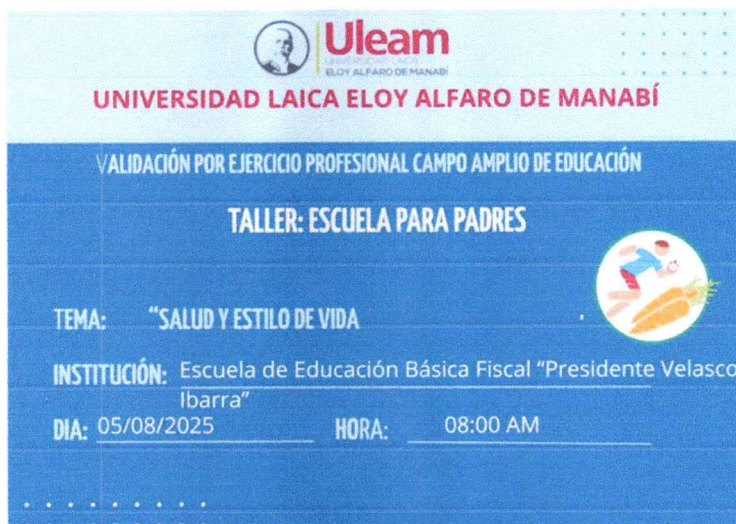 Uleam
UNIVERSIDAD LAICA
ELOY ALFARO DE MANABÍ
UNIVERSIDAD LAICA ELOY ALFARO DE MANABÍ
VALIDACIÓN POR EJERCICIO PROFESIONAL CAMPO AMPLIO DE EDUCACIÓN
TALLER: ESCUELA PARA PADRES
TEMA: "SALUD Y ESTILO DE VIDA
INSTITUCIÓN: Escuela de Educación Básica Fiscal "Presidente Velasco
Ibarra"
DIA: 05/08/2025 HORA: 08:00 AM